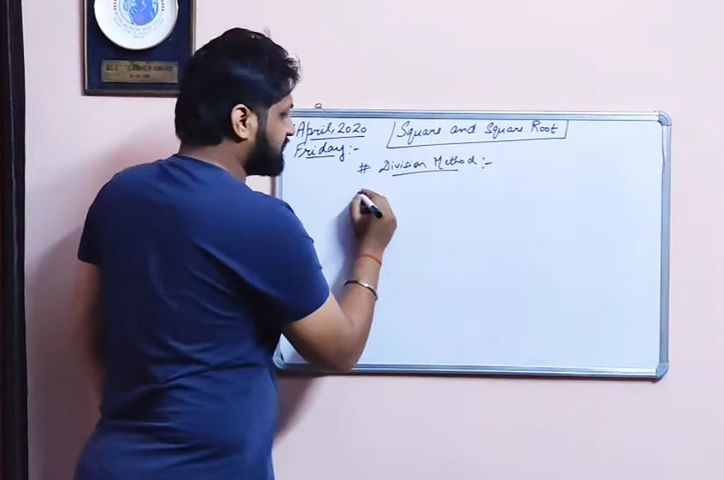 April, 2020
Square and Square Root
Friday :-
# Division Method :-